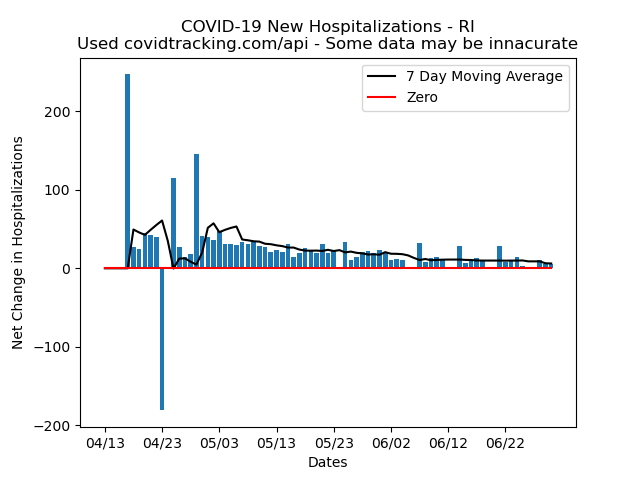 COVID-19 New Hospitalizations - RI
Used covidtracking.com/api - Some data may be innacurate
7 Day Moving Average
Zero
Net Change in Hospitalizations
200
100
0
−100
−200
04/13 04/23 05/03 05/13 05/23 06/02 06/12 06/22
Dates